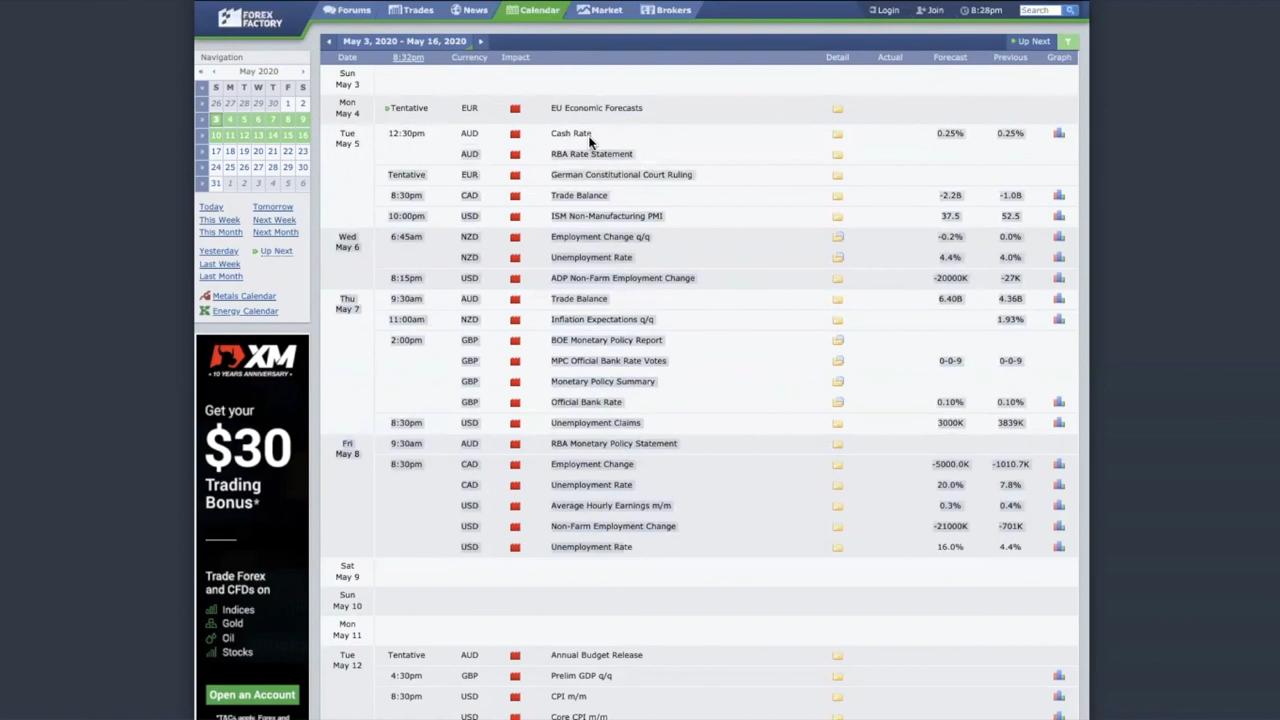 FOREX FACTORY
Forums Trades News Calendar Market Brokers Login Join 8:28pm Search
Navigation
« ‹ May 2020 › »
S M T W T F S
» 26 27 28 29 30 1 2
» 3 4 5 6 7 8 9
» 10 11 12 13 14 15 16
» 17 18 19 20 21 22 23
» 24 25 26 27 28 29 30
» 31 1 2 3 4 5 6
Today Tomorrow
This Week Next Week
This Month Next Month
Yesterday Up Next
Last Week
Last Month
Metals Calendar
Energy Calendar
XM
10 YEARS ANNIVERSARY
Get your
$30
Trading
Bonus*
Trade Forex
and CFDs on
Indices
Gold
Oil
Stocks
Open an Account
*T&Cs apply. Forex and
May 3, 2020 - May 16, 2020 Up Next
Date 8:32pm Currency Impact Detail Actual Forecast Previous Graph
Sun
May 3
Mon
May 4
Tentative EUR EU Economic Forecasts
Tue
May 5
12:30pm AUD Cash Rate 0.25% 0.25%
AUD RBA Rate Statement
Tentative EUR German Constitutional Court Ruling
8:30pm CAD Trade Balance -2.2B -1.0B
10:00pm USD ISM Non-Manufacturing PMI 37.5 52.5
Wed
May 6
6:45am NZD Employment Change q/q -0.2% 0.0%
NZD Unemployment Rate 4.4% 4.0%
8:15pm USD ADP Non-Farm Employment Change -20000K -27K
Thu
May 7
9:30am AUD Trade Balance 6.40B 4.36B
11:00am NZD Inflation Expectations q/q 1.93%
2:00pm GBP BOE Monetary Policy Report
GBP MPC Official Bank Rate Votes 0-0-9 0-0-9
GBP Monetary Policy Summary
GBP Official Bank Rate 0.10% 0.10%
8:30pm USD Unemployment Claims 3000K 3839K
Fri
May 8
9:30am AUD RBA Monetary Policy Statement
8:30pm CAD Employment Change -5000.0K -1010.7K
CAD Unemployment Rate 20.0% 7.8%
USD Average Hourly Earnings m/m 0.3% 0.4%
USD Non-Farm Employment Change -21000K -701K
USD Unemployment Rate 16.0% 4.4%
Sat
May 9
Sun
May 10
Mon
May 11
Tue
May 12
Tentative AUD Annual Budget Release
4:30pm GBP Prelim GDP q/q
8:30pm USD CPI m/m
USD Core CPI m/m